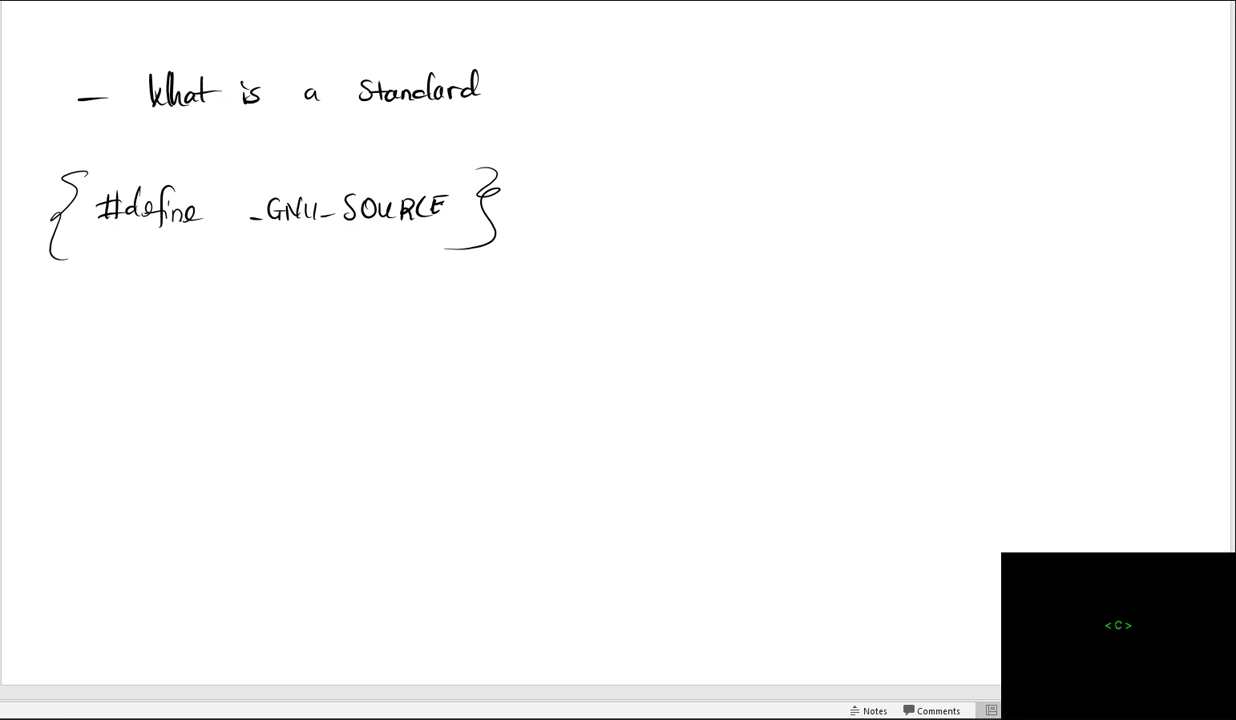 - What is a Standard
{ #define _GNU_SOURCE }
<C>
Notes Comments